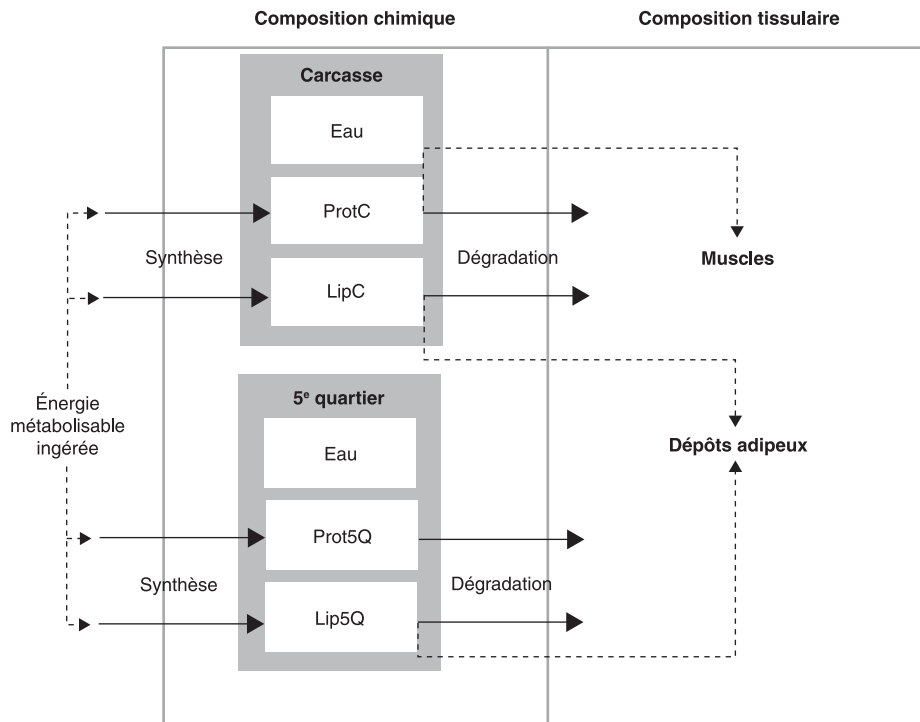 Composition chimique
Composition tissulaire
Carcasse
Eau
ProtC
Synthèse
Dégradation
Muscles
LipC
5e quartier
Énergie
métabolisable
ingérée
Eau
Dépôts adipeux
Prot5Q
Synthèse
Dégradation
Lip5Q